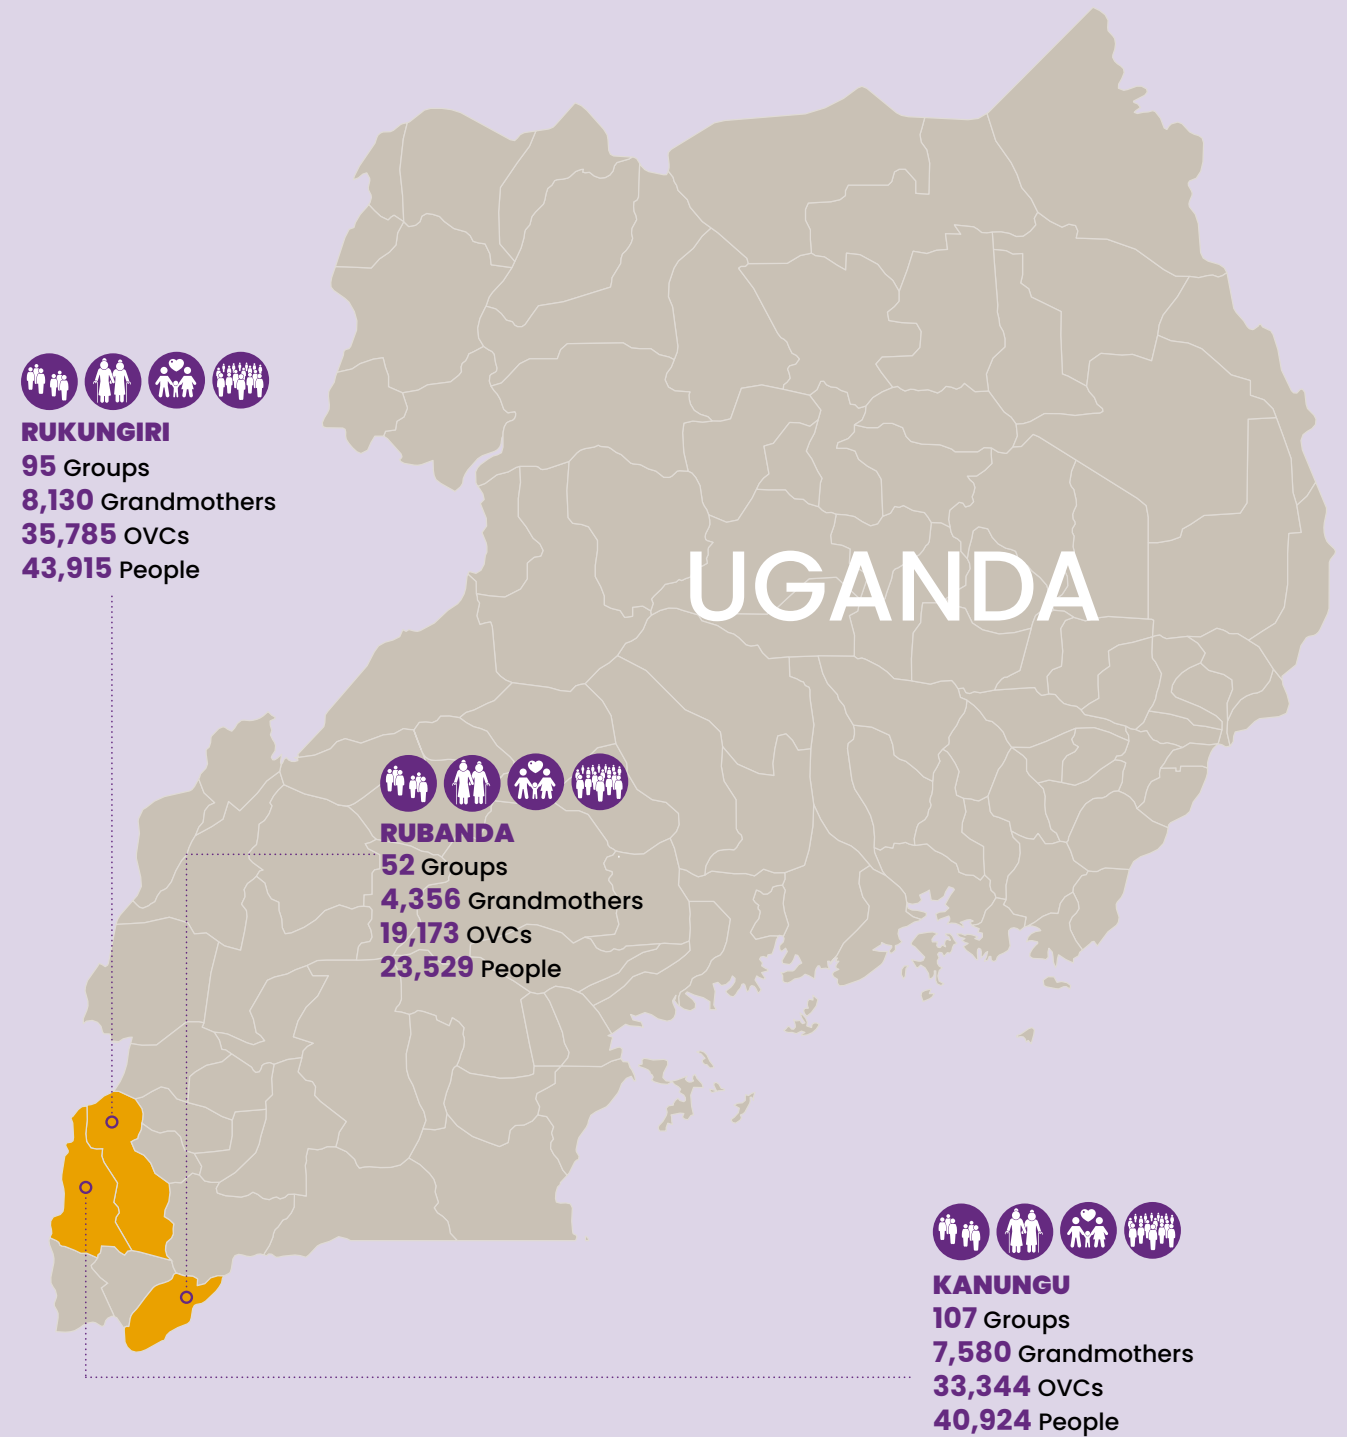 RUKUNGIRI
95 Groups
8,130 Grandmothers
35,785 OVCs
43,915 People
UGANDA
RUBANDA
52 Groups
4,356 Grandmothers
19,173 OVCs
23,529 People
KANUNGU
107 Groups
7,580 Grandmothers
33,344 OVCs
40,924 People